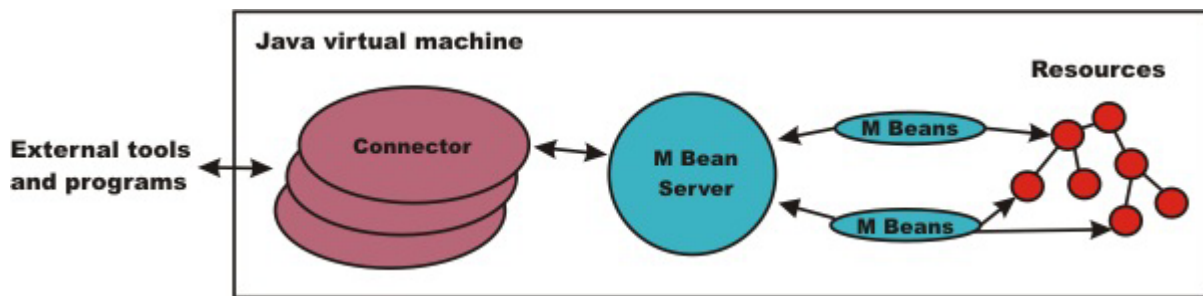 Java virtual machine
Resources
External tools
and programs
Connector
M Bean
Server
M Beans
M Beans